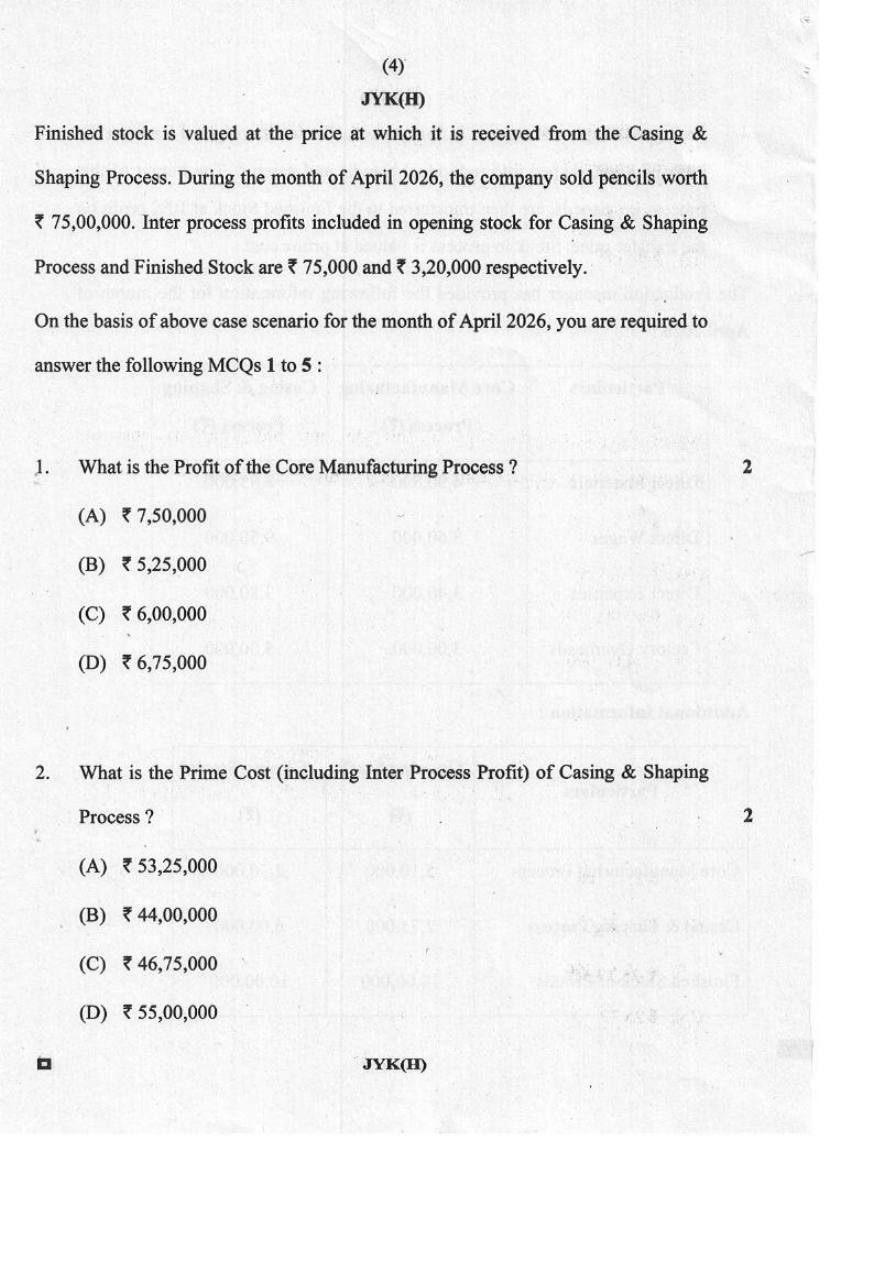 (4)
JYK(H)
Finished stock is valued at the price at which it is received from the Casing &
Shaping Process. During the month of April 2026, the company sold pencils worth
₹ 75,00,000. Inter process profits included in opening stock for Casing & Shaping
Process and Finished Stock are ₹ 75,000 and ₹ 3,20,000 respectively.
On the basis of above case scenario for the month of April 2026, you are required to
answer the following MCQs 1 to 5 :
1. What is the Profit of the Core Manufacturing Process ? 2
(A) ₹ 7,50,000
(B) ₹ 5,25,000
(C) ₹ 6,00,000
(D) ₹ 6,75,000
2. What is the Prime Cost (including Inter Process Profit) of Casing & Shaping
Process ? 2
(A) ₹ 53,25,000
(B) ₹ 44,00,000
(C) ₹ 46,75,000
(D) ₹ 55,00,000
JYK(H)